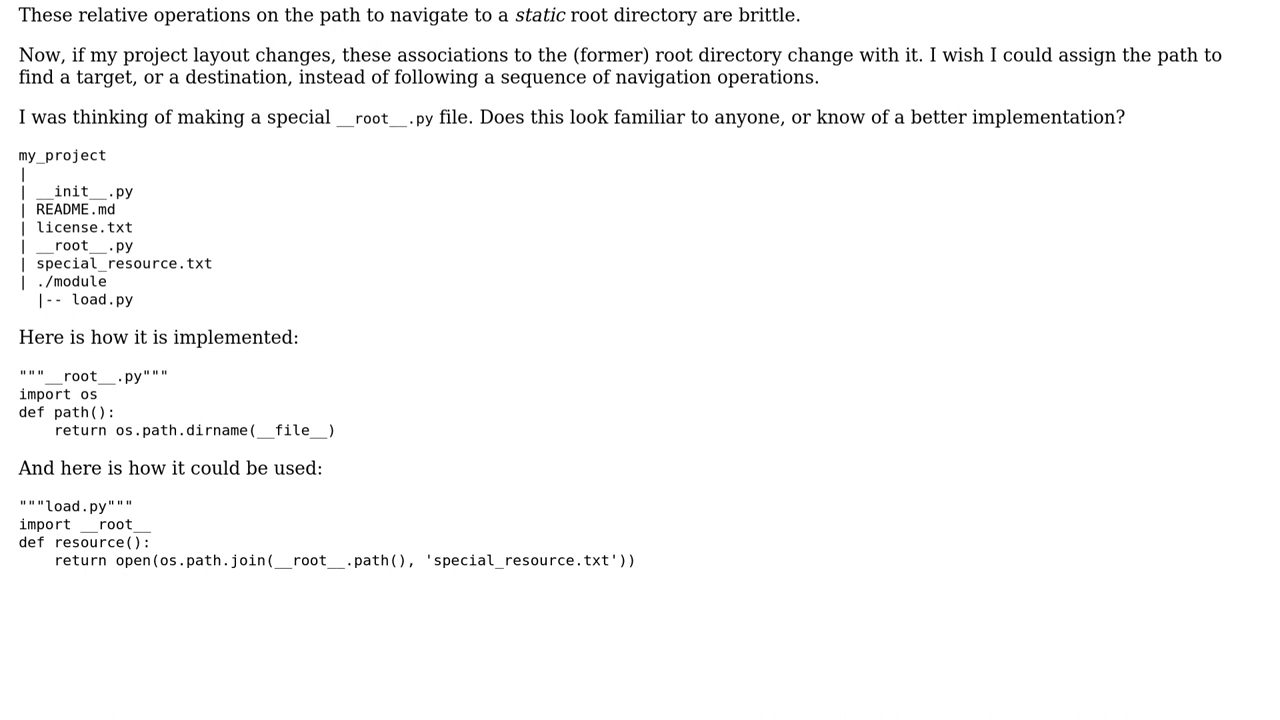 These relative operations on the path to navigate to a static root directory are brittle.
Now, if my project layout changes, these associations to the (former) root directory change with it. I wish I could assign the path to
find a target, or a destination, instead of following a sequence of navigation operations.
I was thinking of making a special __root__.py file. Does this look familiar to anyone, or know of a better implementation?
my_project
|
| __init__.py
| README.md
| license.txt
| __root__.py
| special_resource.txt
| ./module
  |-- load.py
Here is how it is implemented:
"""__root__.py"""
import os
def path():
    return os.path.dirname(__file__)
And here is how it could be used:
"""load.py"""
import __root__
def resource():
    return open(os.path.join(__root__.path(), 'special_resource.txt'))